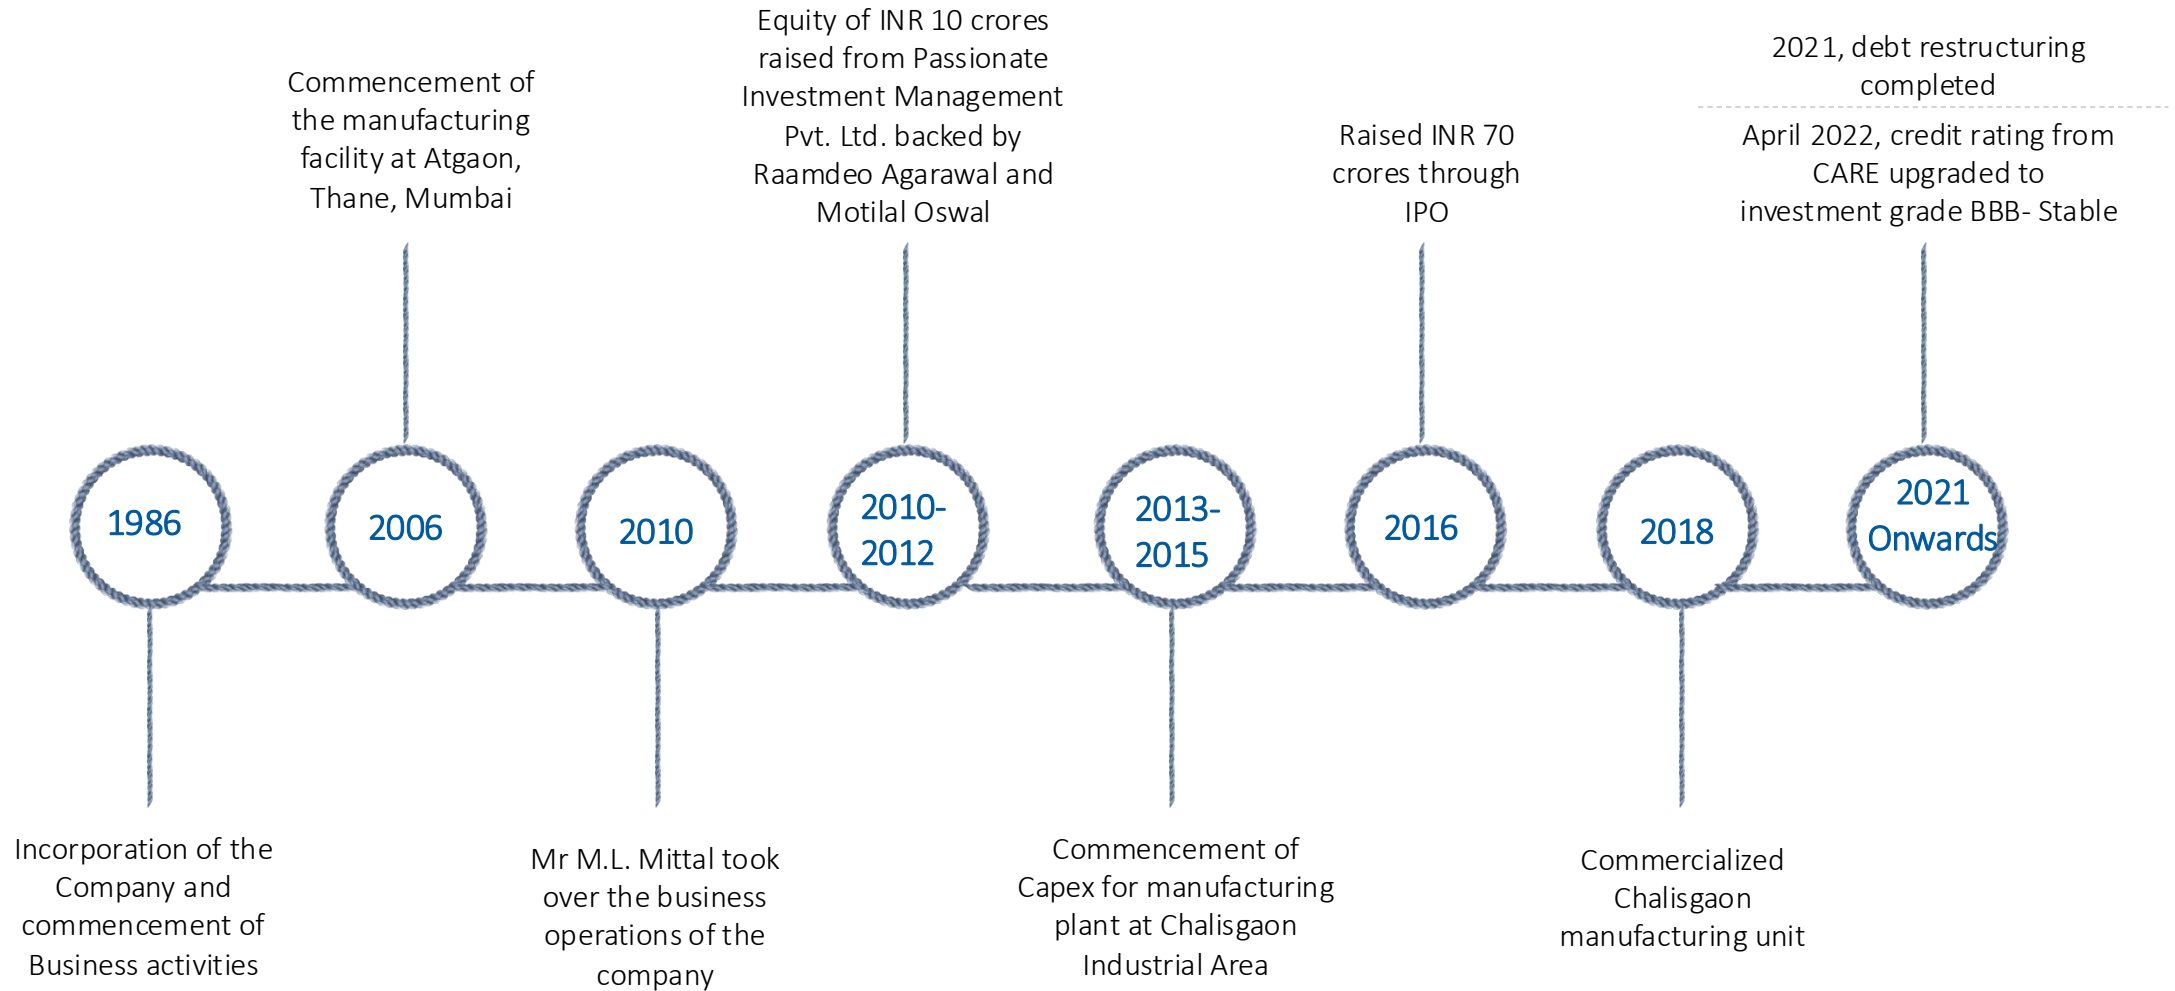 Commencement of
the manufacturing
facility at Atgaon,
Thane, Mumbai
Equity of INR 10 crores
raised from Passionate
Investment Management
Pvt. Ltd. backed by
Raamdeo Agarawal and
Motilal Oswal
Raised INR 70
crores through
IPO
2021, debt restructuring
completed
April 2022, credit rating from
CARE upgraded to
investment grade BBB- Stable
1986
2006
2010
2010-
2012
2013-
2015
2016
2018
2021
Onwards
Incorporation of the
Company and
commencement of
Business activities
Mr M.L. Mittal took
over the business
operations of the
company
Commencement of
Capex for manufacturing
plant at Chalisgaon
Industrial Area
Commercialized
Chalisgaon
manufacturing unit